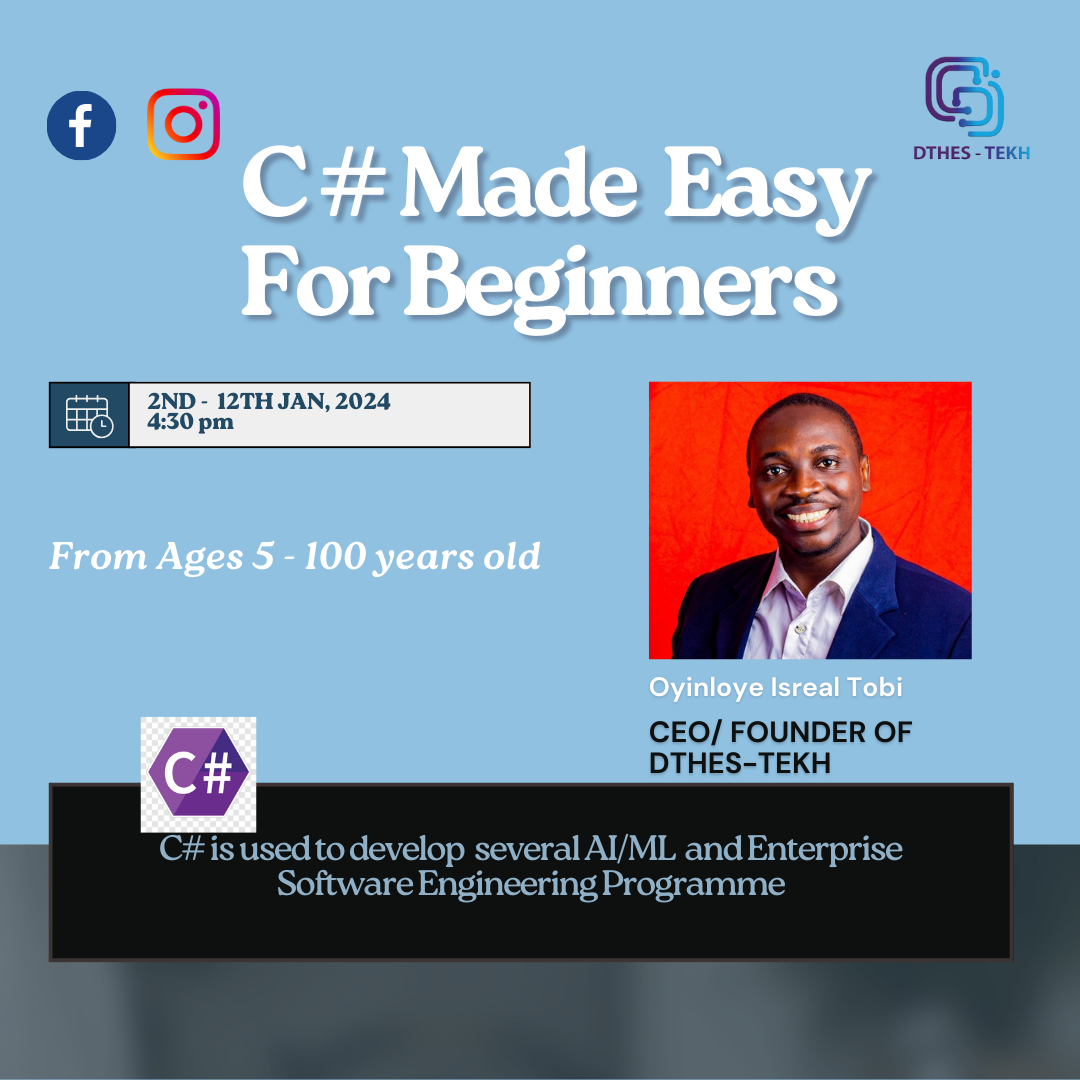 f
DTHES - TEKH
C # Made Easy
For Beginners
2ND - 12TH JAN, 2024
4:30 pm
From Ages 5 - 100 years old
Oyinloye Isreal Tobi
CEO/ FOUNDER OF
DTHES-TEKH
C#
C# is used to develop several AI/ML and Enterprise
Software Engineering Programme